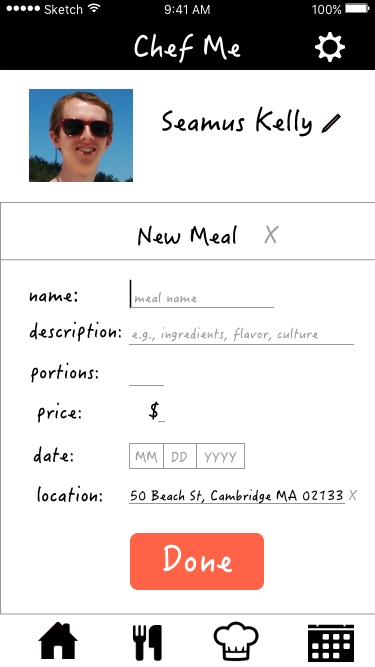 Sketch 9:41 AM 100%
Chef Me
Seamus Kelly
New Meal X
name: meal name
description: e.g., ingredients, flavor, culture
portions:
price: $
date: MM DD YYYY
location: 50 Beach St, Cambridge MA 02133 X
Done